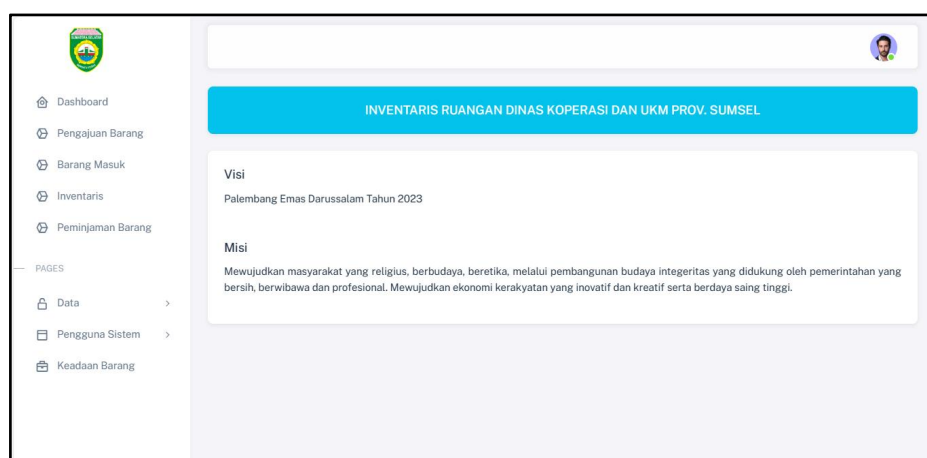 SUMATERA SELATAN
Dashboard
Pengajuan Barang
Barang Masuk
Inventaris
Peminjaman Barang
PAGES
Data
Pengguna Sistem
Keadaan Barang
INVENTARIS RUANGAN DINAS KOPERASI DAN UKM PROV. SUMSEL
Visi
Palembang Emas Darussalam Tahun 2023
Misi
Mewujudkan masyarakat yang religius, berbudaya, beretika, melalui pembangunan budaya integeritas yang didukung oleh pemerintahan yang
bersih, berwibawa dan profesional. Mewujudkan ekonomi kerakyatan yang inovatif dan kreatif serta berdaya saing tinggi.